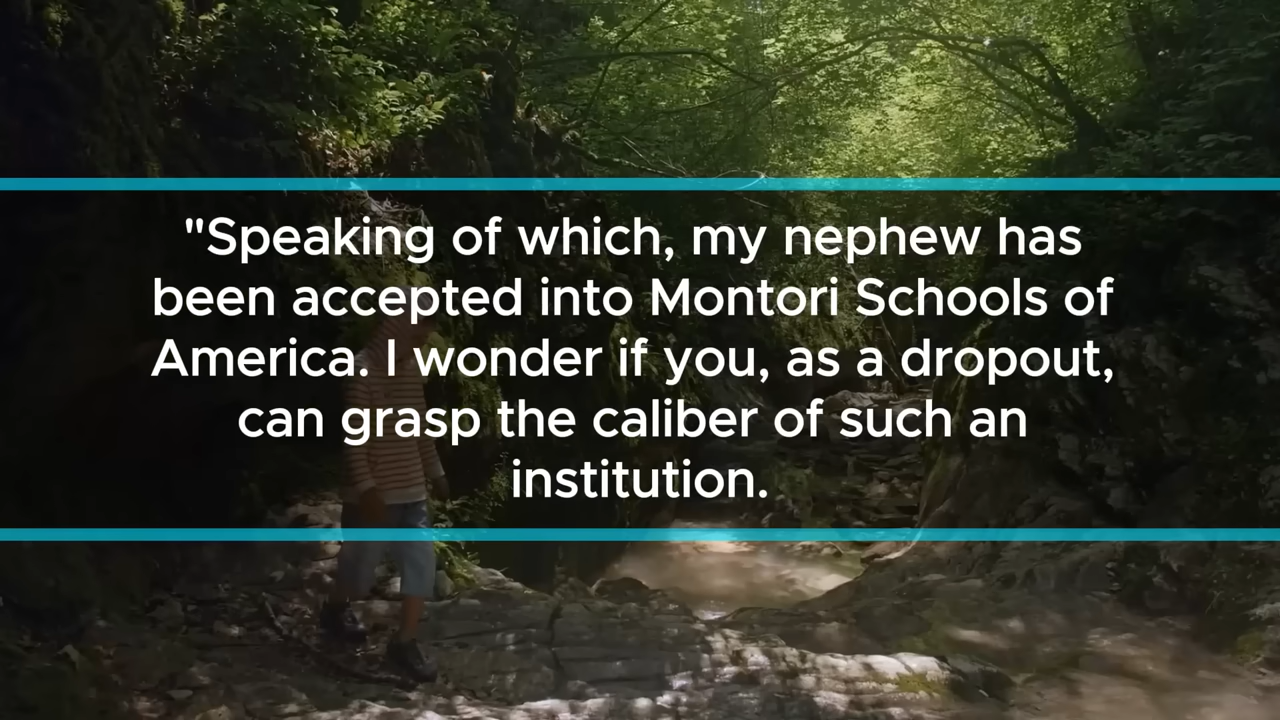 "Speaking of which, my nephew has
been accepted into Montori Schools of
America. I wonder if you, as a dropout,
can grasp the caliber of such an
institution.